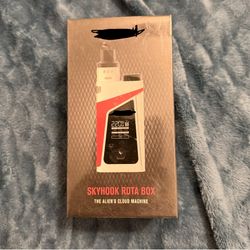 SKYHOOK RDTA BOX
THE ALIEN'S CLOUD MACHINE